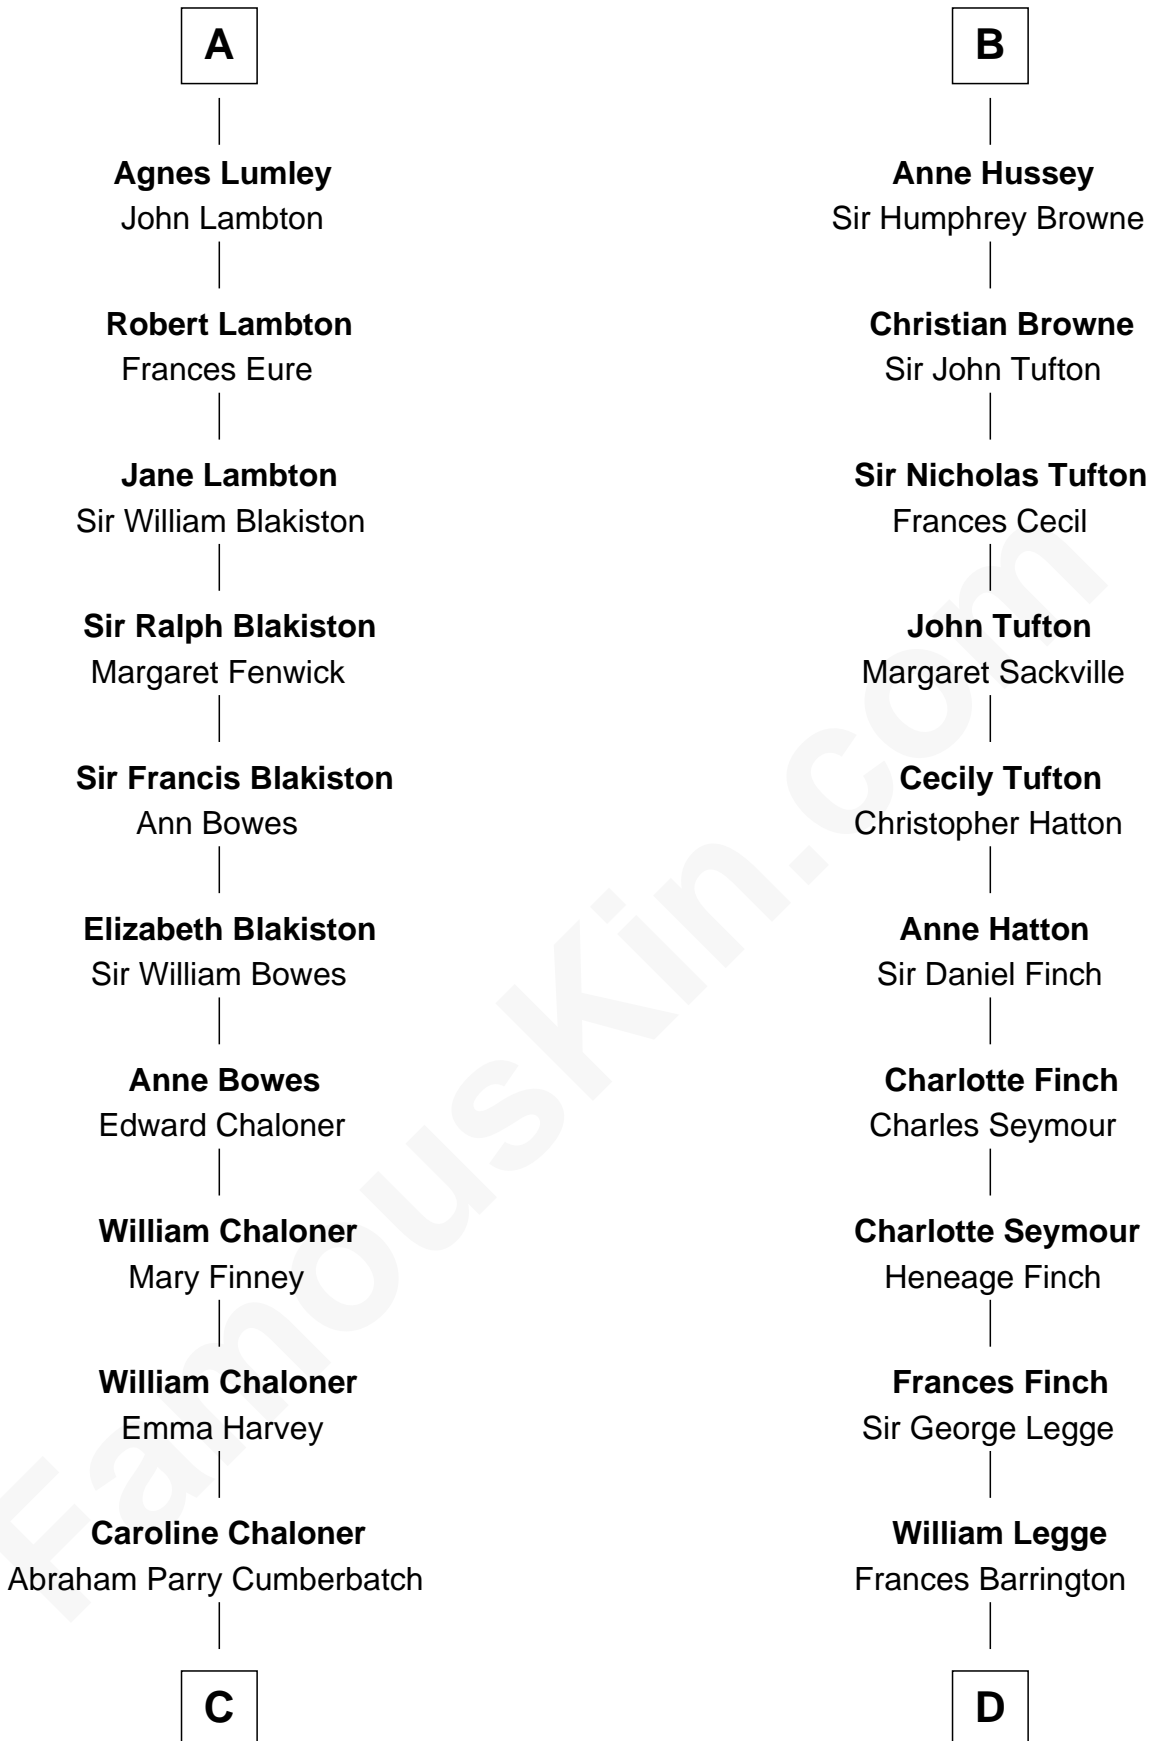 A
Agnes Lumley
John Lambton
Robert Lambton
Frances Eure
Jane Lambton
Sir William Blakiston
Sir Ralph Blakiston
Margaret Fenwick
Sir Francis Blakiston
Ann Bowes
Elizabeth Blakiston
Sir William Bowes
Anne Bowes
Edward Chaloner
William Chaloner
Mary Finney
William Chaloner
Emma Harvey
Caroline Chaloner
Abraham Parry Cumberbatch
C
B
Anne Hussey
Sir Humphrey Browne
Christian Browne
Sir John Tufton
Sir Nicholas Tufton
Frances Cecil
John Tufton
Margaret Sackville
Cecily Tufton
Christopher Hatton
Anne Hatton
Sir Daniel Finch
Charlotte Finch
Charles Seymour
Charlotte Seymour
Heneage Finch
Frances Finch
Sir George Legge
William Legge
Frances Barrington
D
FamousKin.com